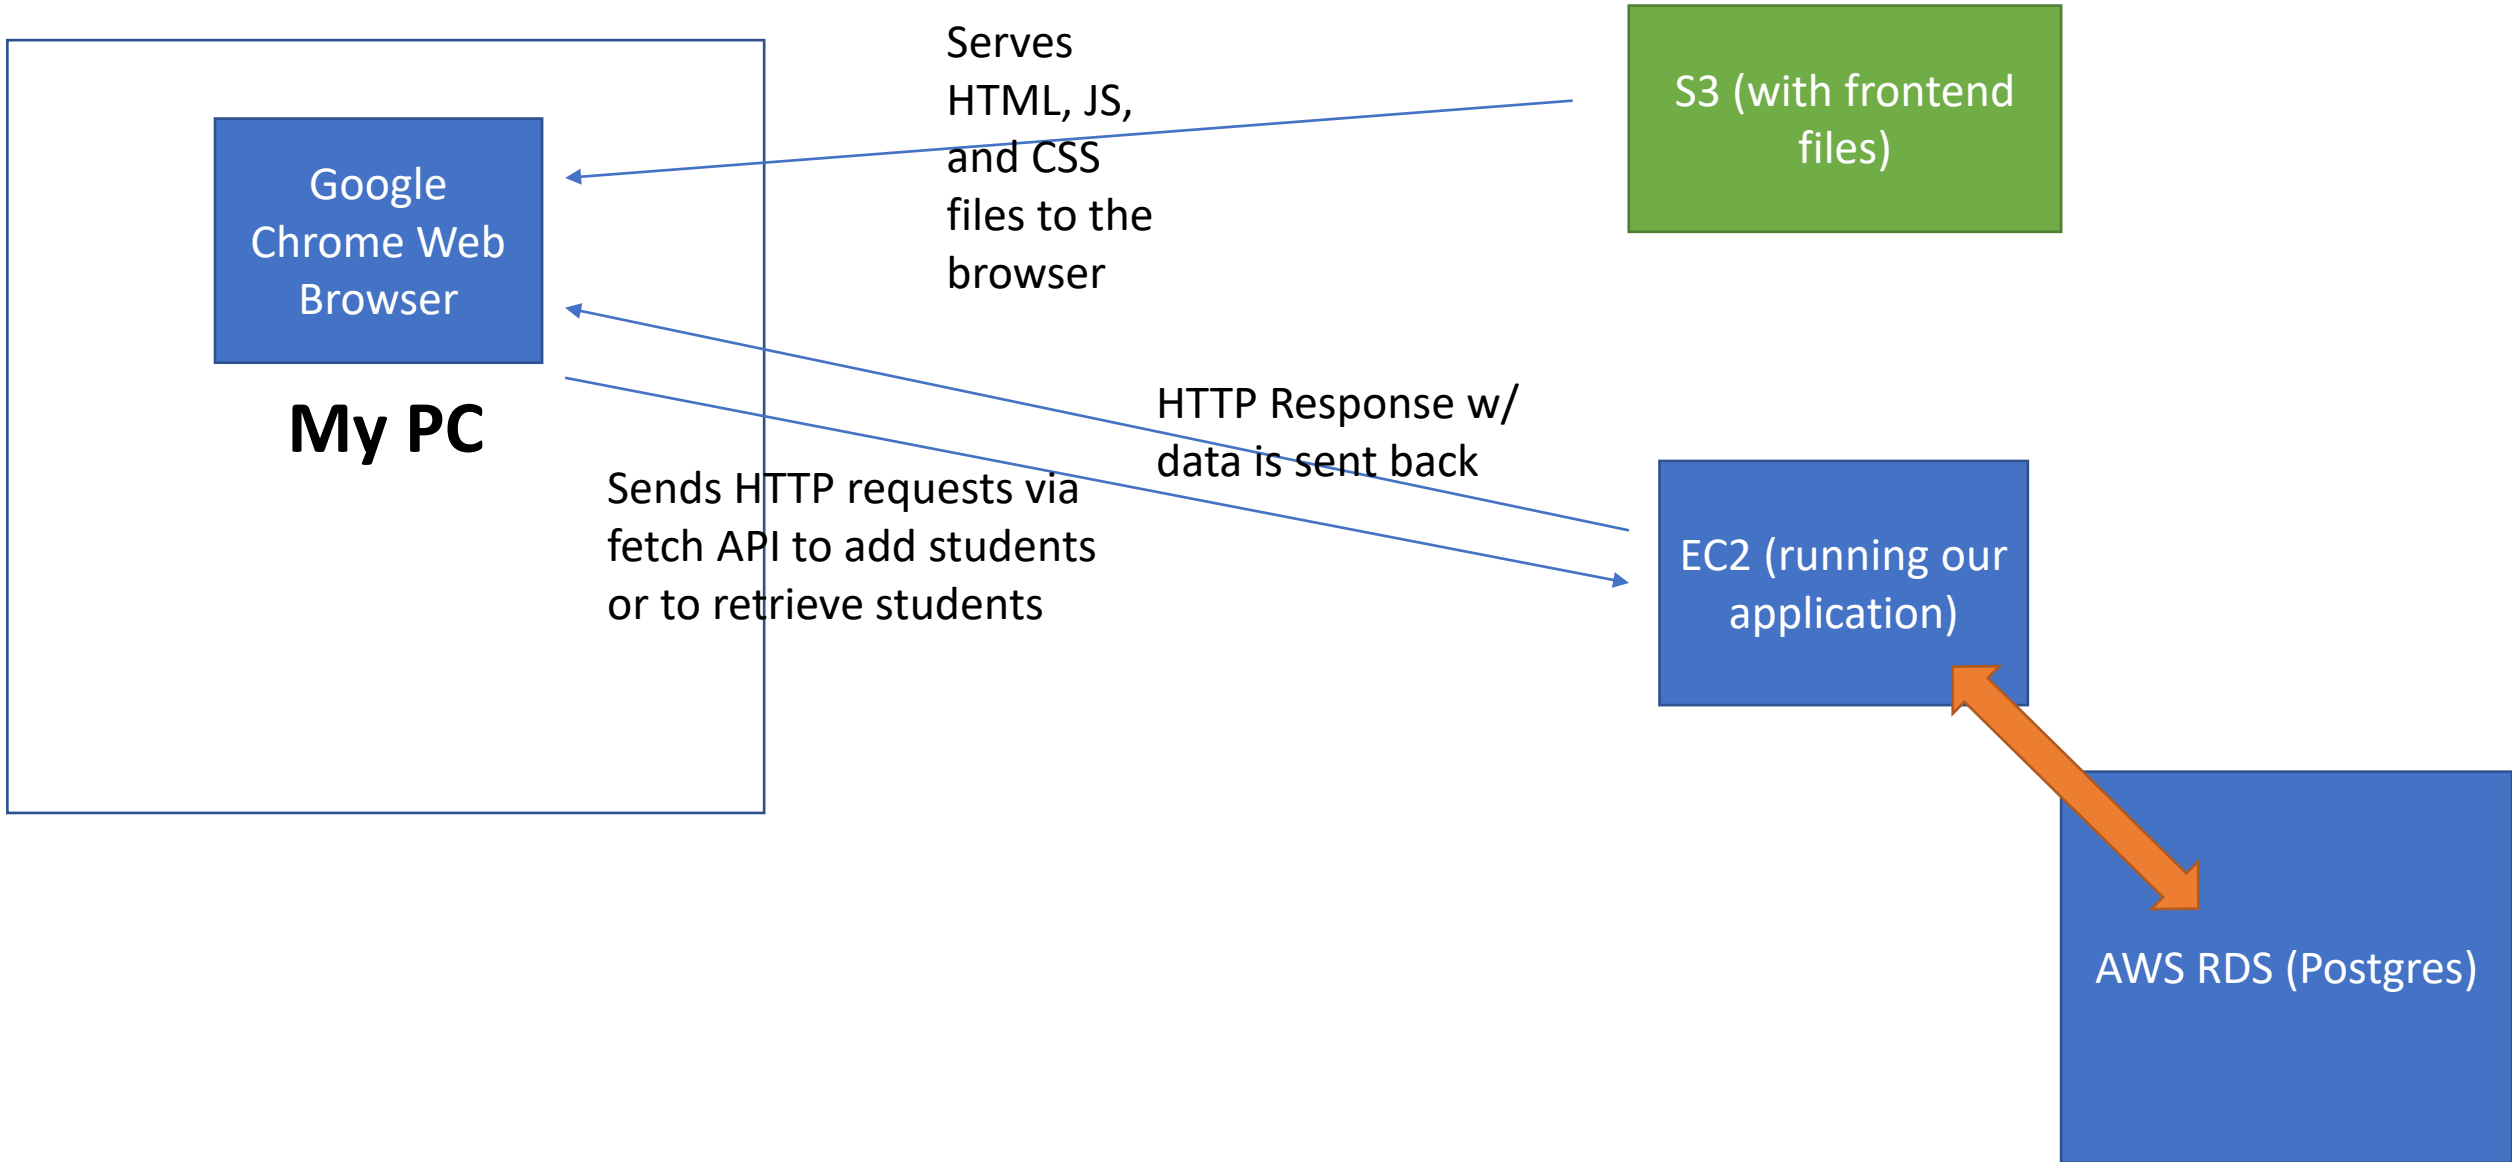 Serves
HTML, JS,
and CSS
files to the
browser
S3 (with frontend
files)
Google
Chrome Web
Browser
My PC
HTTP Response w/
data is sent back
Sends HTTP requests via
fetch API to add students
or to retrieve students
EC2 (running our
application)
AWS RDS (Postgres)